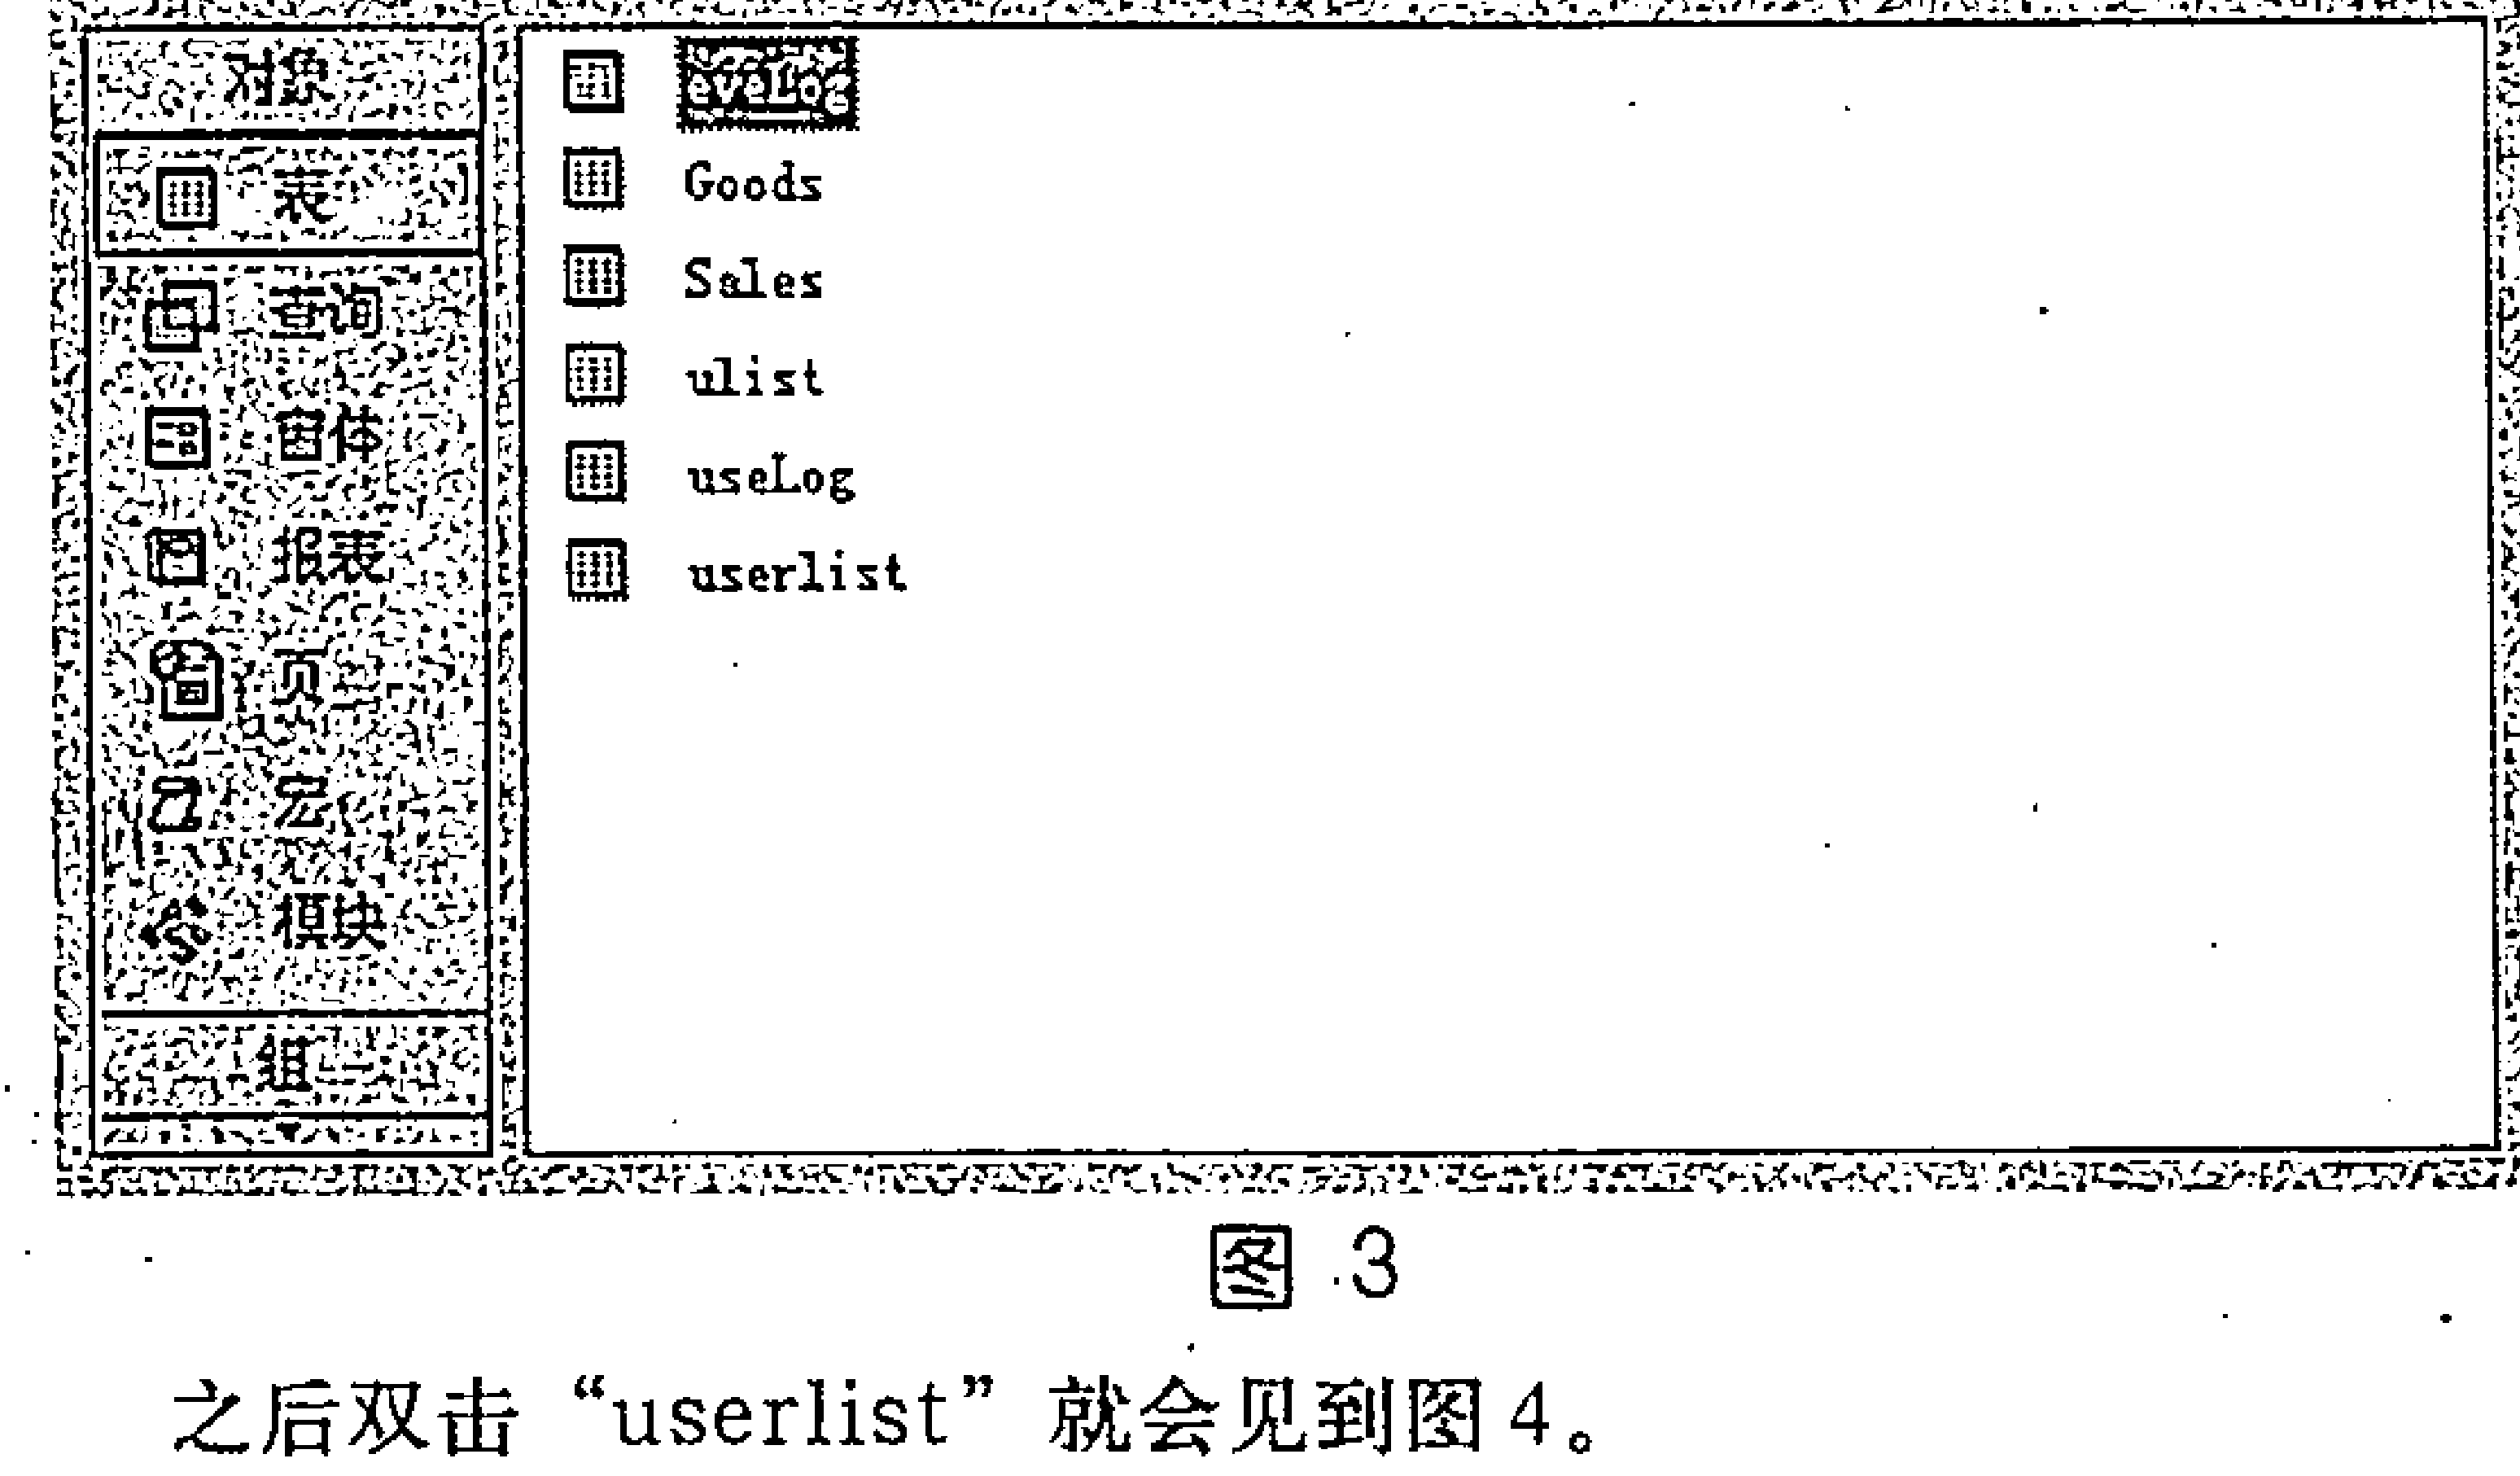 对象
表
查询
窗体
报表
页
宏
模块
组
eveLog
Goods
Sales
ulist
useLog
userlist
图 3
之后双击“userlist”就会见到图4。